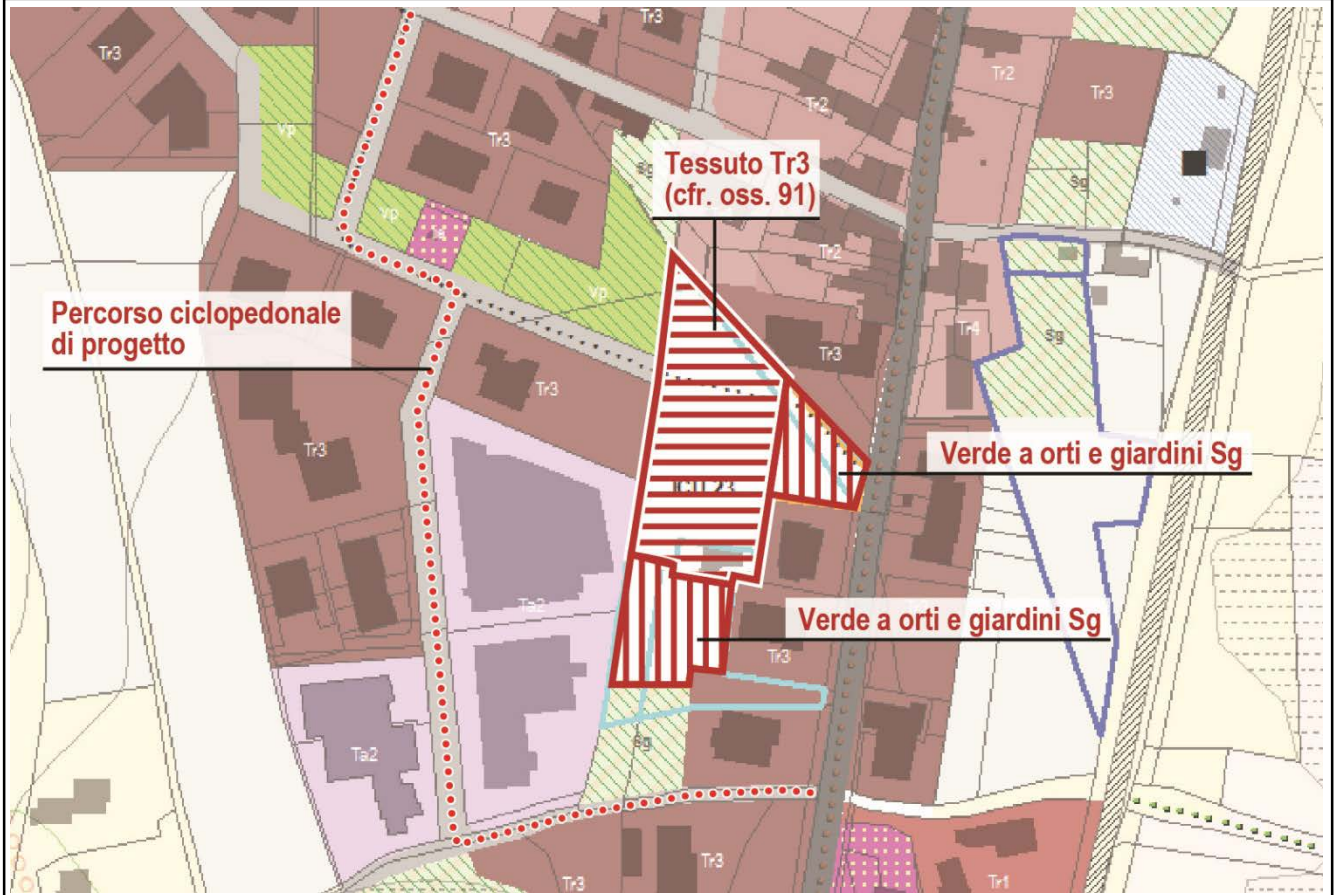 Tr3
Tr3
Tr2
Tr3
Tr2
vp
Tr3
Sg
Sg
Tessuto Tr3
(cfr. oss. 91)
vp
Tr2
vp
Percorso ciclopedonale
di progetto
Tr4
Sg
Tr3
Tr3
Tr3
Verde a orti e giardini Sg
Ta2
Verde a orti e giardini Sg
Tr3
Ta2
Sg
Tr3
Tr3
Tr1